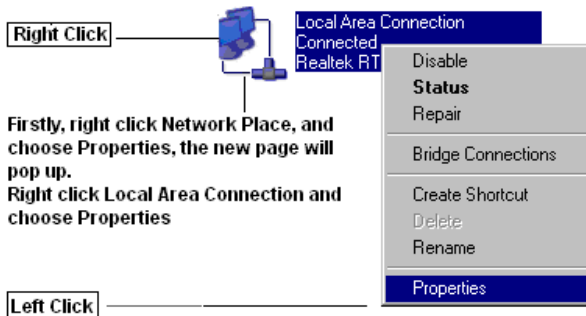 Right Click
Local Area Connection
Connected
Realtek RT
Firstly, right click Network Place, and
choose Properties, the new page will
pop up.
Right click Local Area Connection and
choose Properties
Disable
Status
Repair
Bridge Connections
Create Shortcut
Delete
Rename
Properties
Left Click